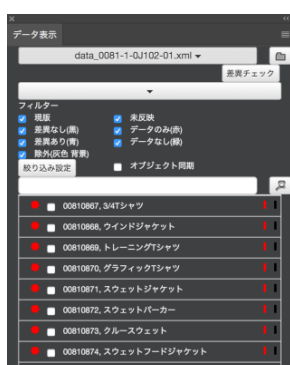 データ表示
data_0081-1-0J102-01.xml
差異チェック
フィルター
現版 未反映
差異なし(黒) データのみ(赤)
差異あり(青) データなし(緑)
除外(灰色 背景)
絞り込み設定 オブジェクト同期
00810867, 3/4Tシャツ
00810868, ウインドジャケット
00810869, トレーニングTシャツ
00810870, グラフィックTシャツ
00810871, スウェットジャケット
00810872, スウェットパーカー
00810873, クルースウェット
00810874, スウェットフードジャケット